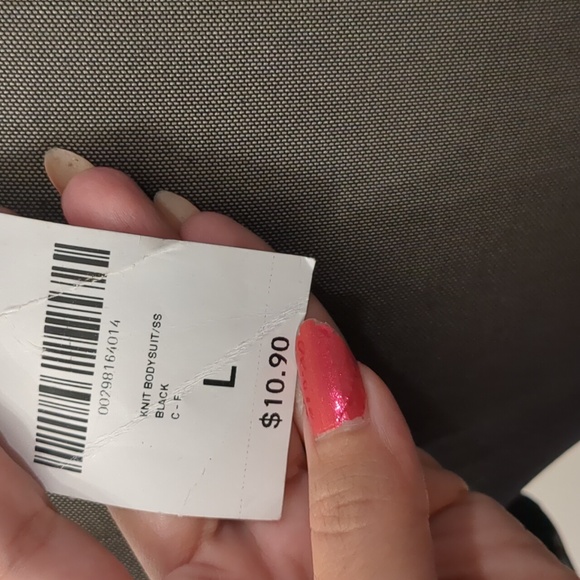 00298164014
KNIT BODYSUIT/SS
BLACK
C - F
L
$10.90